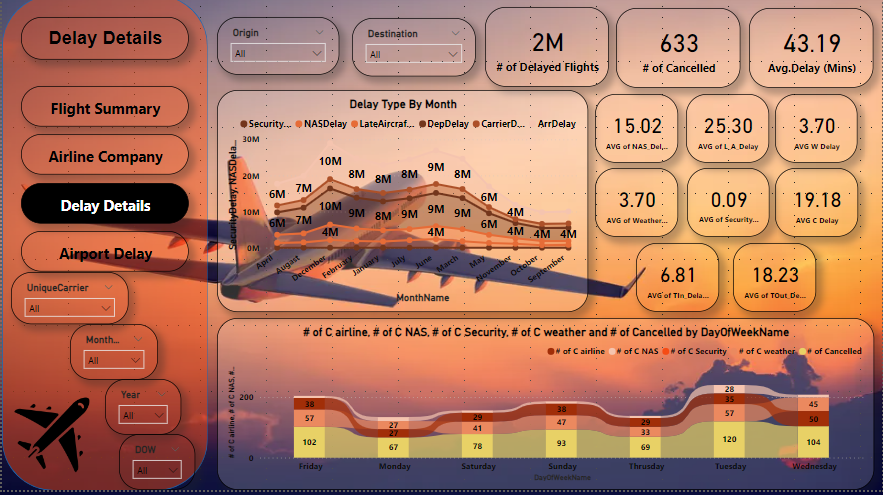 Delay Details
Flight Summary
Airline Company
Delay Details
Airport Delay
UniqueCarrier
All
Month...
All
Year
All
DOW
All
Origin
All
Destination
All
2M
# of Delayed Flights
633
# of Cancelled
43.19
Avg.Delay (Mins)
Delay Type By Month
Security... NASDelay LateAircraf... DepDelay CarrierD... ArrDelay
SecurityDelay, NASDela...
30M
20M
10M
0M
6M 7M 10M 8M 8M 8M 9M 8M 6M 4M
6M 7M 10M 9M 8M 9M 9M 9M 6M 4M 4M 4M
4M 4M
April August December February January July June March May November October September
MonthName
15.02
AVG of NAS_Del...
25.30
AVG of L_A_Delay
3.70
AVG W Delay
3.70
AVG of Weather...
0.09
AVG of Security...
19.18
AVG C Delay
6.81
AVG of TIn_Dela...
18.23
AVG of TOut_De...
# of C airline, # of C NAS, # of C Security, # of C weather and # of Cancelled by DayOfWeekName
# of C airline # of C NAS # of C Security # of C weather # of Cancelled
# of C airline, # of C NAS, #...
200
0
38 57 102
27 27 67
29 41 78
38 47 93
29 33 69
28 35 57 120
45 50 104
Friday Monday Saturday Sunday Thrusday Tuesday Wednesday
DayOfWeekName